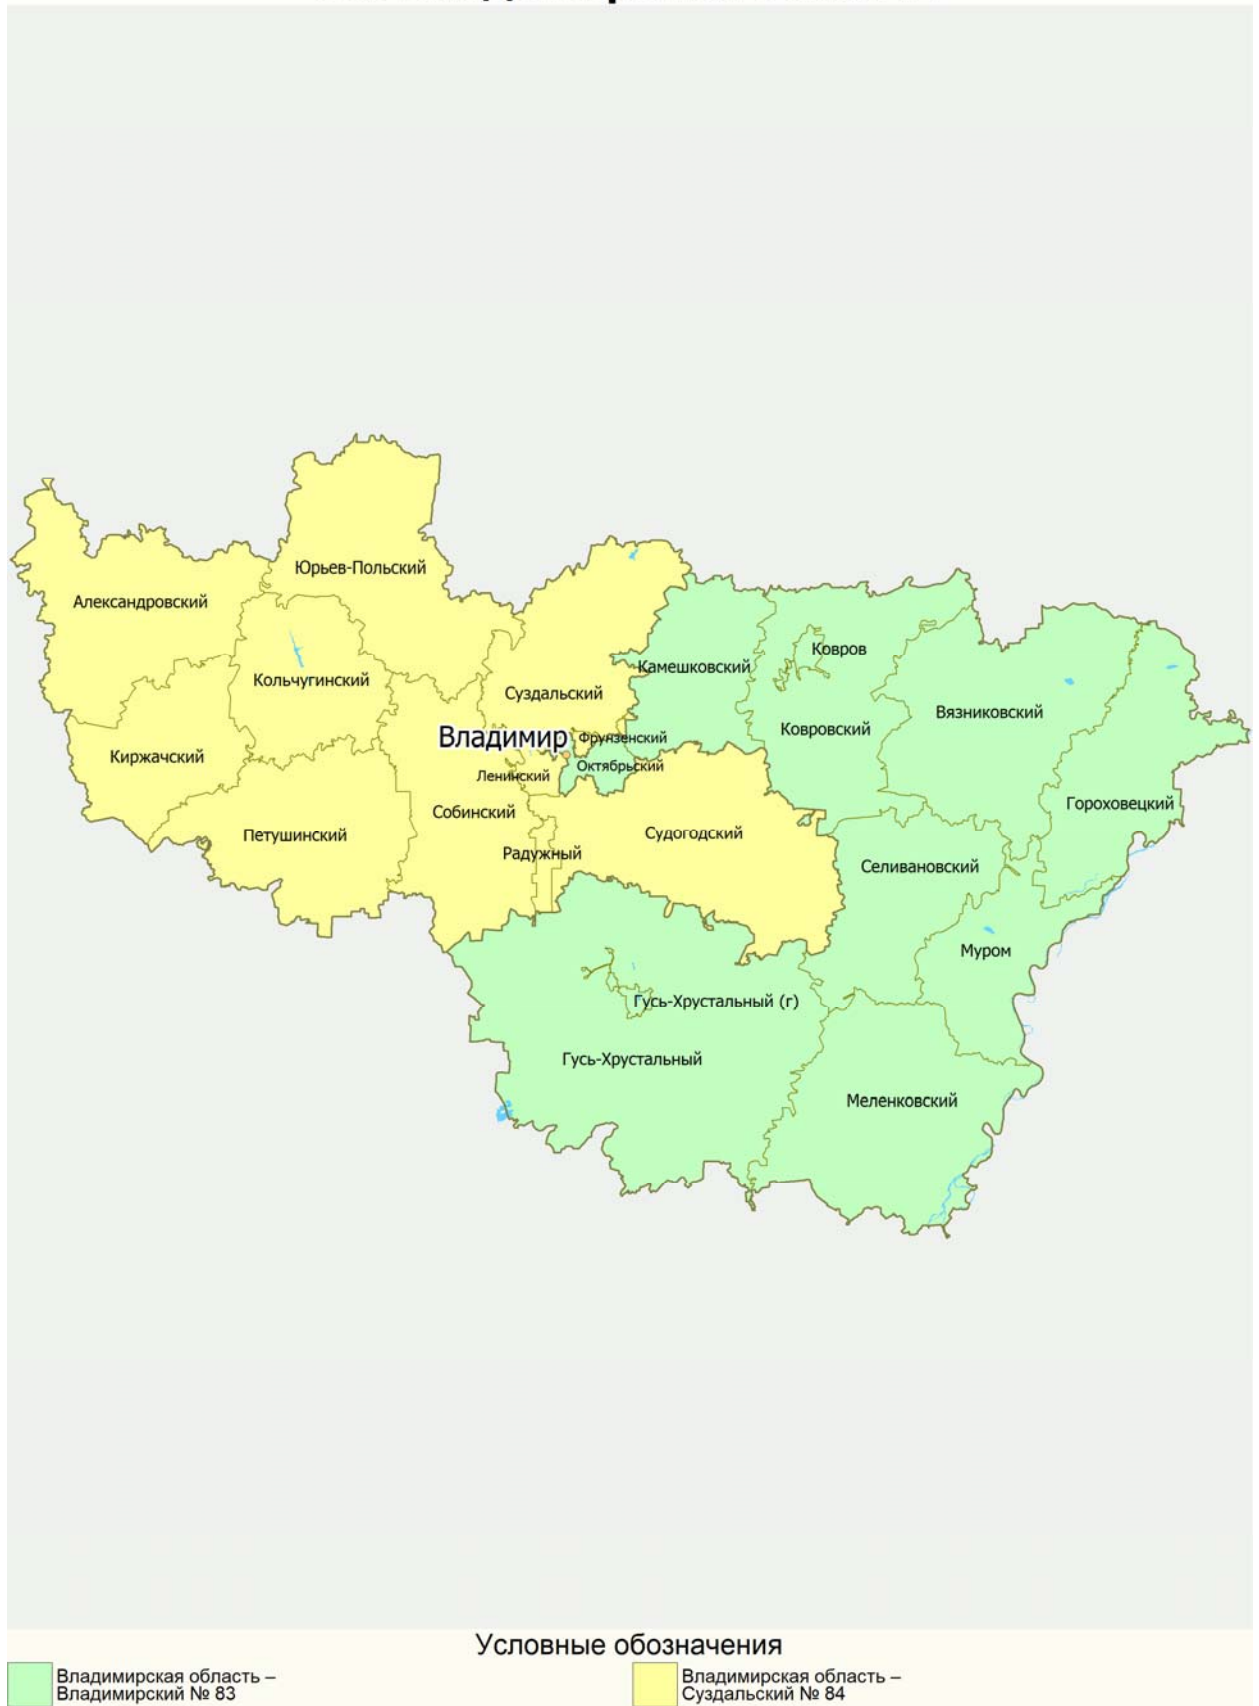 Юрьев-Польский
Александровский
Ковров
Камешковский
Кольчугинский
Суздальский
Вязниковский
Ковровский
Владимир
Фрунзенский
Киржачский
Октябрьский
Ленинский
Гороховецкий
Собинский
Петушинский
Судогодский
Радужный
Селивановский
Муром
Гусь-Хрустальный (г)
Гусь-Хрустальный
Меленковский
Условные обозначения
Владимирская область –
Владимирский № 83
Владимирская область –
Суздальский № 84